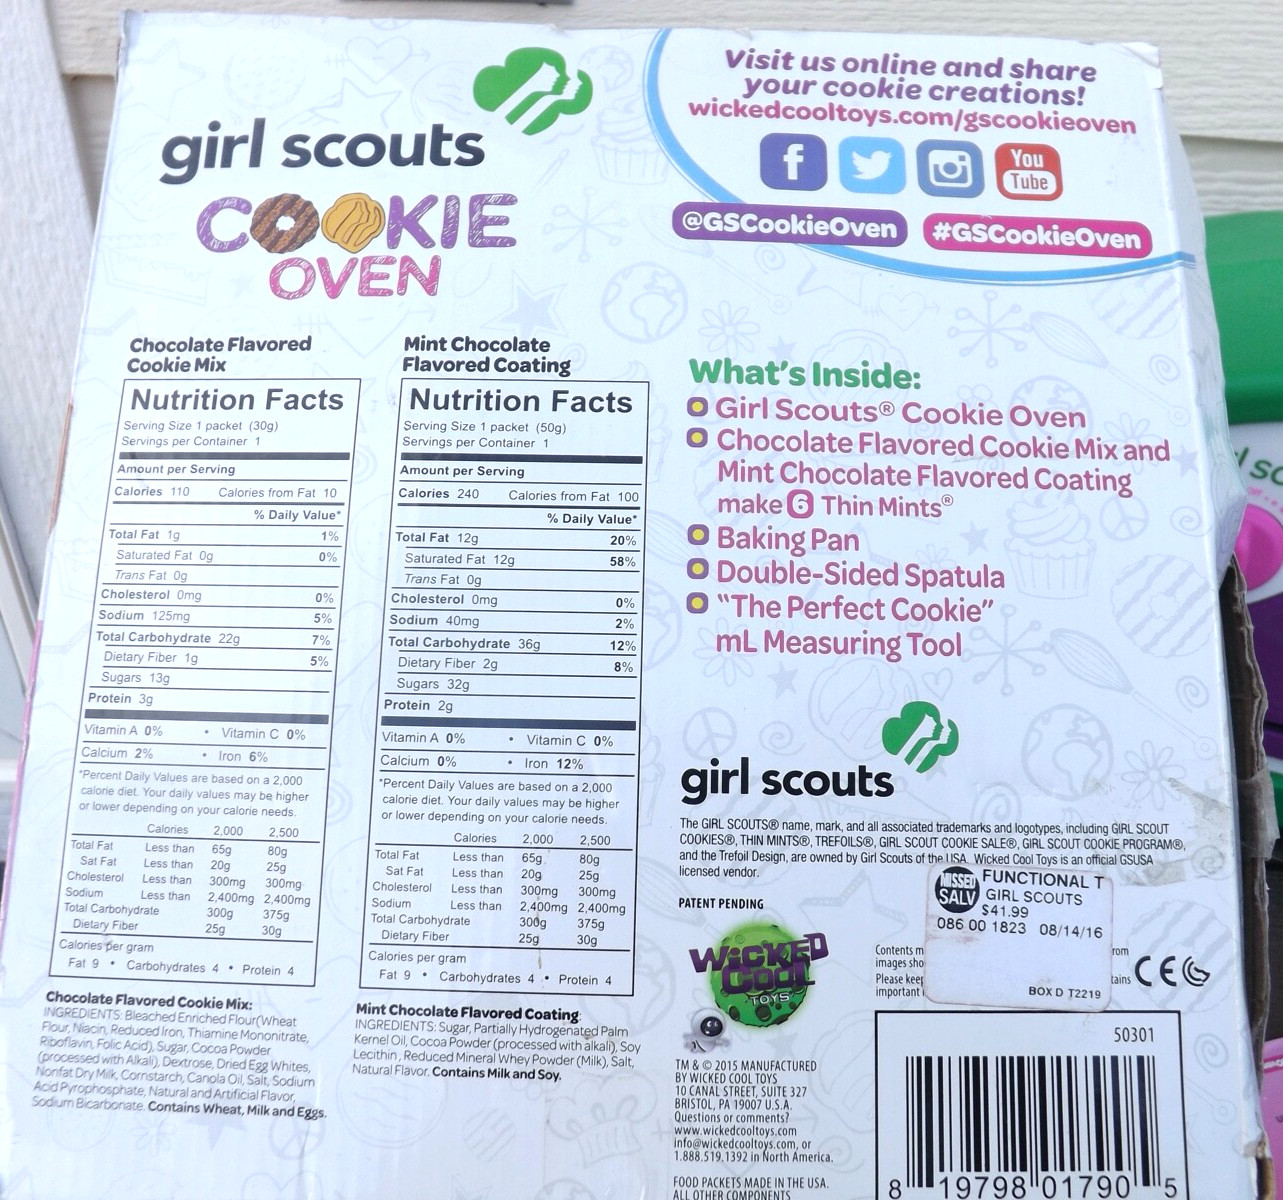 girl scouts
COOKIE
OVEN
Visit us online and share
your cookie creations!
wickedcooltoys.com/gscookieoven
f
You
Tube
@GSCookieOven
#GSCookieOven
Chocolate Flavored
Cookie Mix
Nutrition Facts
Serving Size 1 packet (30g)
Servings per Container 1
Amount per Serving
Calories 110 Calories from Fat 10
% Daily Value*
Total Fat 1g 1%
Saturated Fat 0g 0%
Trans Fat 0g
Cholesterol 0mg 0%
Sodium 125mg 5%
Total Carbohydrate 22g 7%
Dietary Fiber 1g 5%
Sugars 13g
Protein 3g
Vitamin A 0% • Vitamin C 0%
Calcium 2% • Iron 6%
*Percent Daily Values are based on a 2,000
calorie diet. Your daily values may be higher
or lower depending on your calorie needs.
Calories 2,000 2,500
Total Fat Less than 65g 80g
Sat Fat Less than 20g 25g
Cholesterol Less than 300mg 300mg
Sodium Less than 2,400mg 2,400mg
Total Carbohydrate 300g 375g
Dietary Fiber 25g 30g
Calories per gram
Fat 9 • Carbohydrates 4 • Protein 4
Chocolate Flavored Cookie Mix:
INGREDIENTS: Bleached Enriched Flour(Wheat
Flour, Niacin, Reduced Iron, Thiamine Mononitrate,
Riboflavin, Folic Acid), Sugar, Cocoa Powder
(processed with Alkali), Dextrose, Dried Egg Whites,
Nonfat Dry Milk, Cornstarch, Canola Oil, Salt, Sodium
Acid Pyrophosphate, Natural and Artificial Flavor,
Sodium Bicarbonate. Contains Wheat, Milk and Eggs.
Mint Chocolate
Flavored Coating
Nutrition Facts
Serving Size 1 packet (50g)
Servings per Container 1
Amount per Serving
Calories 240 Calories from Fat 100
% Daily Value*
Total Fat 12g 20%
Saturated Fat 12g 58%
Trans Fat 0g
Cholesterol 0mg 0%
Sodium 40mg 2%
Total Carbohydrate 36g 12%
Dietary Fiber 2g 8%
Sugars 32g
Protein 2g
Vitamin A 0% • Vitamin C 0%
Calcium 0% • Iron 12%
*Percent Daily Values are based on a 2,000
calorie diet. Your daily values may be higher
or lower depending on your calorie needs.
Calories 2,000 2,500
Total Fat Less than 65g 80g
Sat Fat Less than 20g 25g
Cholesterol Less than 300mg 300mg
Sodium Less than 2,400mg 2,400mg
Total Carbohydrate 300g 375g
Dietary Fiber 25g 30g
Calories per gram
Fat 9 • Carbohydrates 4 • Protein 4
Mint Chocolate Flavored Coating
INGREDIENTS: Sugar, Partially Hydrogenated Palm
Kernel Oil, Cocoa Powder (processed with alkali), Soy
Lecithin, Reduced Mineral Whey Powder (Milk), Salt,
Natural Flavor. Contains Milk and Soy.
What's Inside:
Girl Scouts® Cookie Oven
Chocolate Flavored Cookie Mix and
Mint Chocolate Flavored Coating
make 6 Thin Mints®
Baking Pan
Double-Sided Spatula
"The Perfect Cookie"
mL Measuring Tool
girl scouts
The GIRL SCOUTS® name, mark, and all associated trademarks and logotypes, including GIRL SCOUT
COOKIES®, THIN MINTS®, TREFOILS®, GIRL SCOUT COOKIE SALE®, GIRL SCOUT COOKIE PROGRAM®,
and the Trefoil Design, are owned by Girl Scouts of the USA. Wicked Cool Toys is an official GSUSA
licensed vendor.
PATENT PENDING
WICKED
COOL
TOYS
MISSED
SALV
FUNCTIONAL T
GIRL SCOUTS
$41.99
086 00 1823 08/14/16
BOX D T2219
Contents m rom
images sho
Please keep tains
important i
CE
TM & © 2015 MANUFACTURED
BY WICKED COOL TOYS
10 CANAL STREET, SUITE 327
BRISTOL, PA 19007 U.S.A.
Questions or comments?
www.wickedcooltoys.com
info@wickedcooltoys.com, or
1.888.519.1392 in North America.
FOOD PACKETS MADE IN THE USA.
ALL OTHER COMPONENTS
50301
8 19798 01790 5